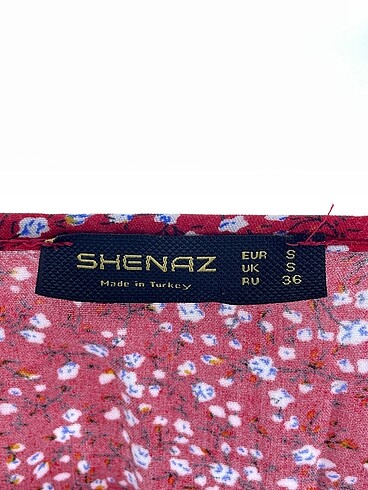 SHENAZ
Made in Turkey
EUR S
UK S
RU 36